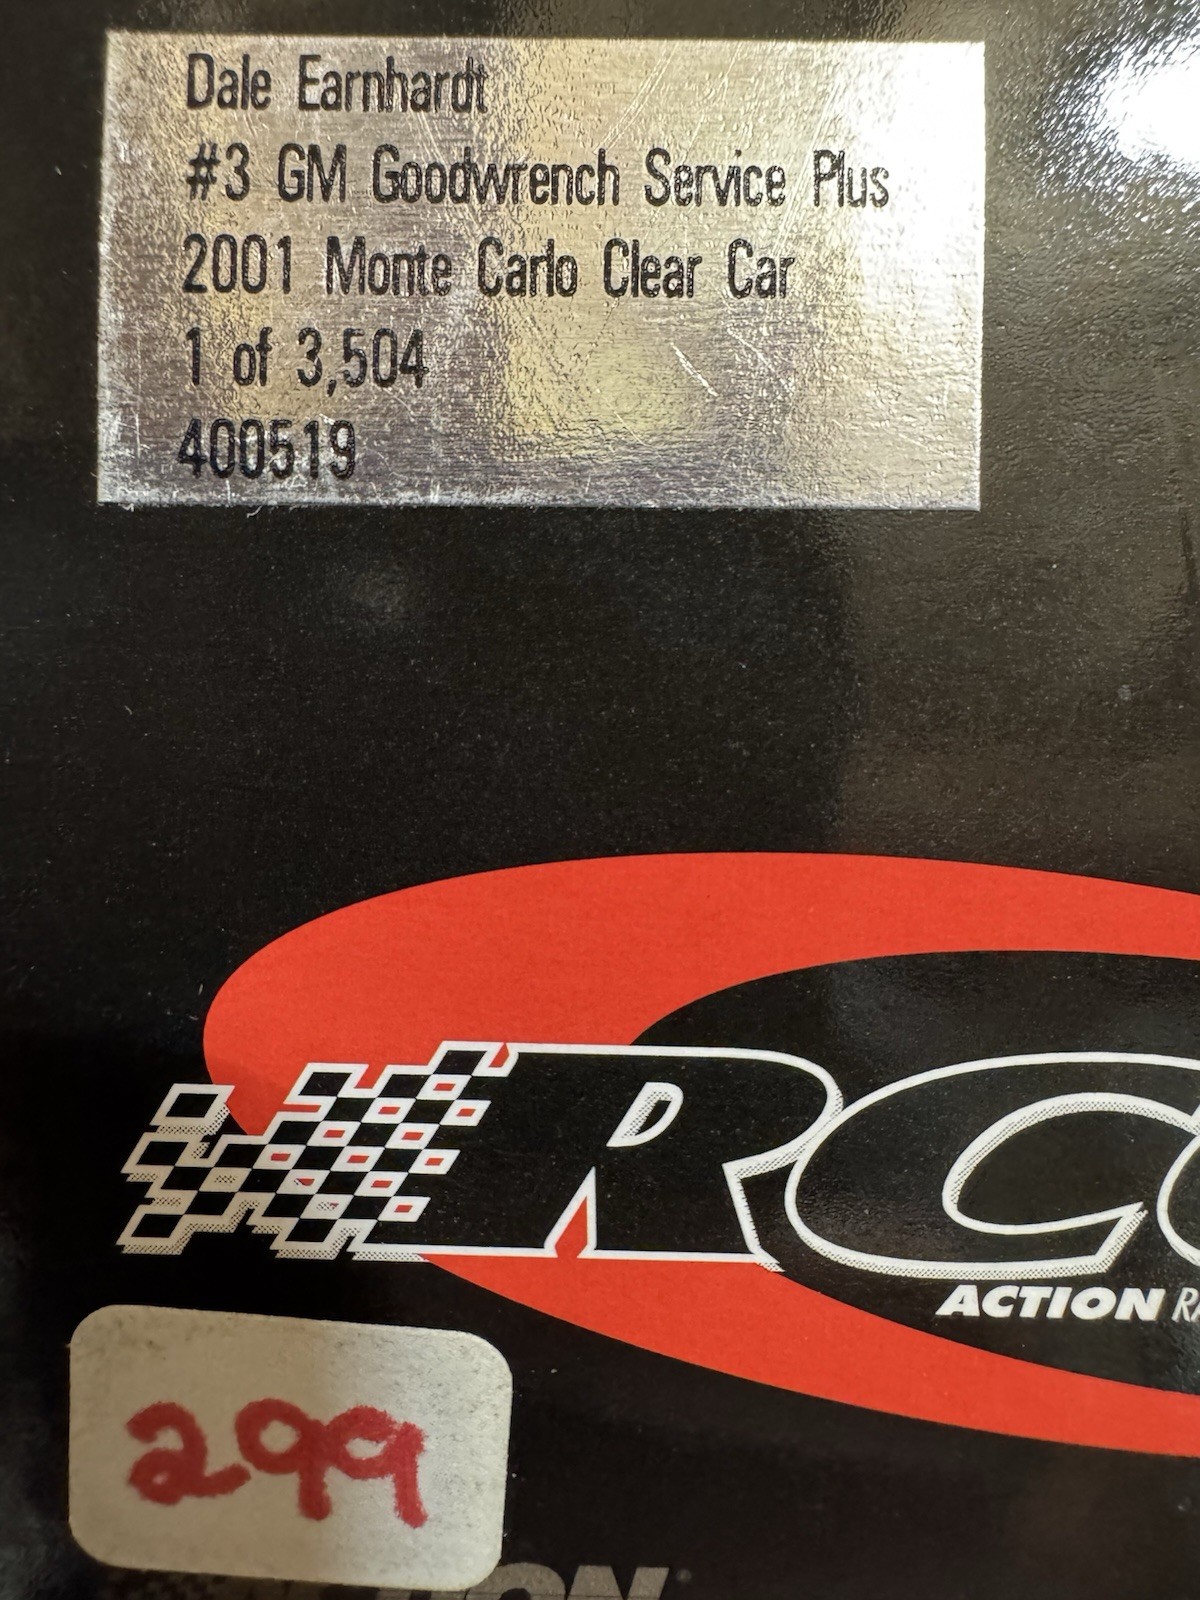 Dale Earnhardt
#3 GM Goodwrench Service Plus
2001 Monte Carlo Clear Car
1 of 3,504
400519
RC
ACTION
299